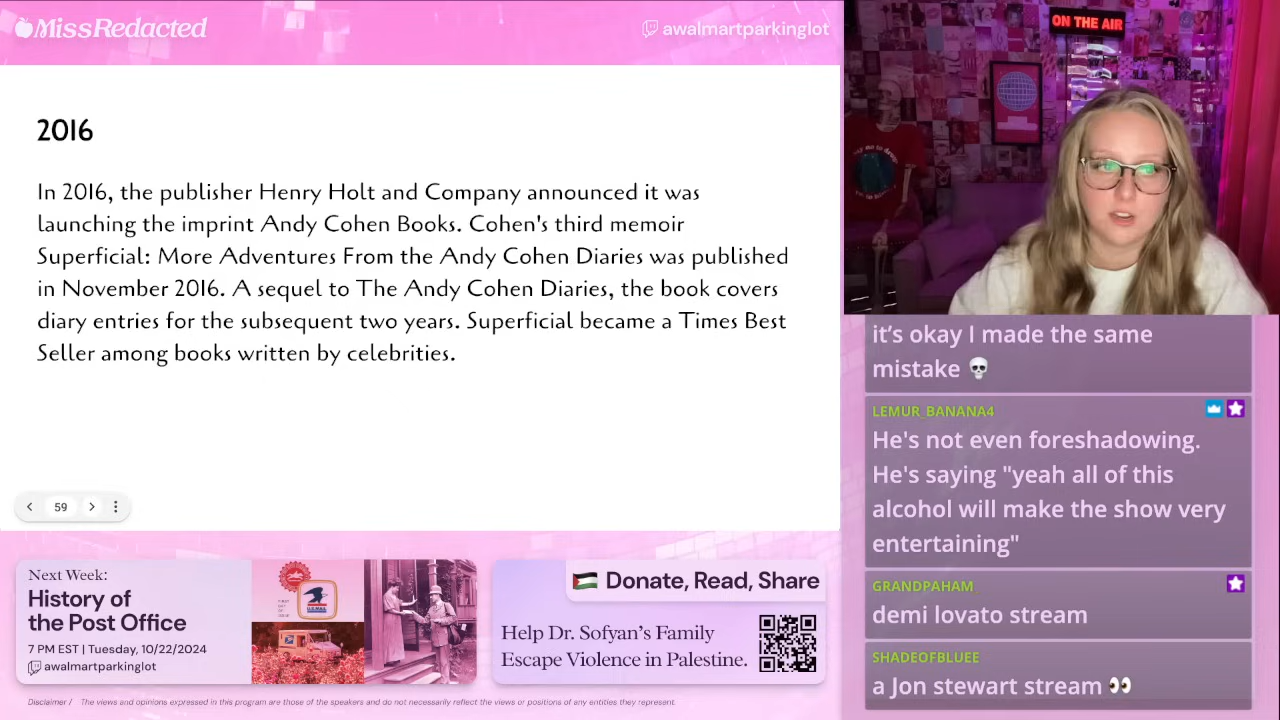 MissRedacted
awalmartparkinglot
2016
In 2016, the publisher Henry Holt and Company announced it was
launching the imprint Andy Cohen Books. Cohen's third memoir
Superficial: More Adventures From the Andy Cohen Diaries was published
in November 2016. A sequel to The Andy Cohen Diaries, the book covers
diary entries for the subsequent two years. Superficial became a Times Best
Seller among books written by celebrities.
59
ON THE AIR
it's okay I made the same
mistake 💀
LEMUR_BANANA4
He's not even foreshadowing.
He's saying "yeah all of this
alcohol will make the show very
entertaining"
GRANDPAHAM_
demi lovato stream
SHADEOFBLUEE
a Jon stewart stream 👀
Next Week:
History of
the Post Office
7 PM EST | Tuesday, 10/22/2024
awalmartparkinglot
U.S.MAIL
🇵🇸 Donate, Read, Share
Help Dr. Sofyan's Family
Escape Violence in Palestine.
Disclaimer / The views and opinions expressed in this program are those of the speakers and do not necessarily reflect the views or positions of any entities they represent.